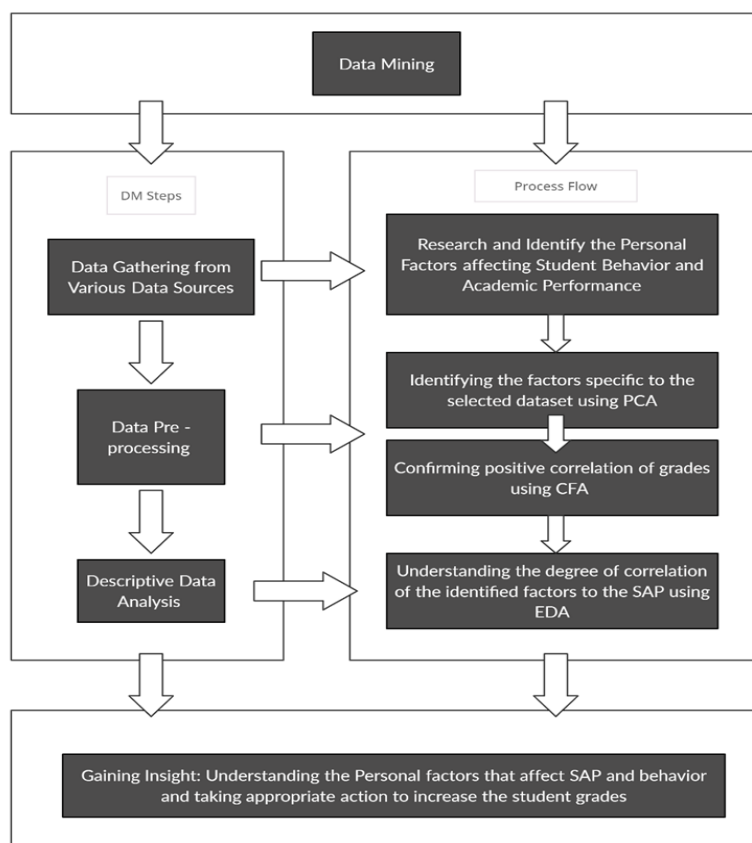 Data Mining
DM Steps
Data Gathering from
Various Data Sources
Data Pre -
processing
Descriptive Data
Analysis
Process Flow
Research and Identify the Personal
Factors affecting Student Behavior and
Academic Performance
Identifying the factors specific to the
selected dataset using PCA
Confirming positive correlation of grades
using CFA
Understanding the degree of correlation
of the identified factors to the SAP using
EDA
Gaining Insight: Understanding the Personal factors that affect SAP and behavior
and taking appropriate action to increase the student grades